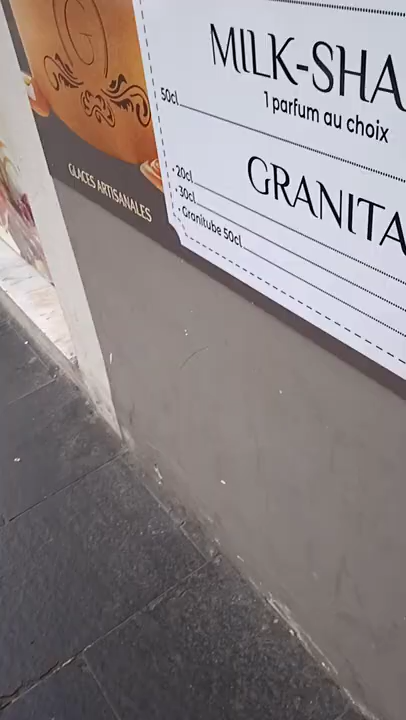 G
GLACES ARTISANALES
MILK-SHA
1 parfum au choix
50cl
GRANITA
• 20cl
• 30cl
• Granitube 50cl